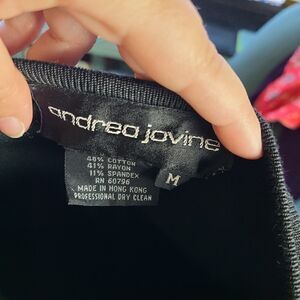 andrea jovine
48% COTTON
41% RAYON
11% SPANDEX
RN 60796
MADE IN HONG KONG
PROFESSIONAL DRY CLEAN
M